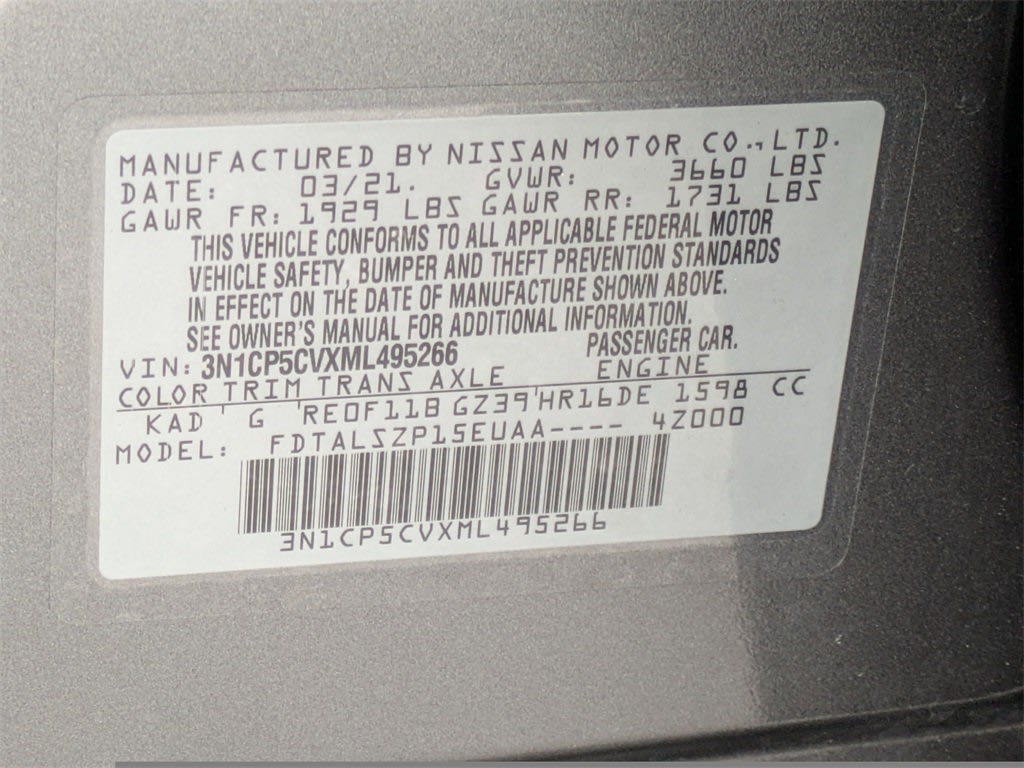 MANUFACTURED BY NISSAN MOTOR CO., LTD.
DATE: 03/21. GVWR: 3660 LBS
GAWR FR: 1929 LBS GAWR RR: 1731 LBS
THIS VEHICLE CONFORMS TO ALL APPLICABLE FEDERAL MOTOR
VEHICLE SAFETY, BUMPER AND THEFT PREVENTION STANDARDS
IN EFFECT ON THE DATE OF MANUFACTURE SHOWN ABOVE.
SEE OWNER'S MANUAL FOR ADDITIONAL INFORMATION.
VIN: 3N1CP5CVXML495266 PASSENGER CAR.
COLOR TRIM TRANS AXLE ENGINE
KAD G 'RE0F11B GZ39'HR16DE 1598 CC
MODEL: FDTALSZP15EUAA---- 4Z000
3N1CP5CVXML495266